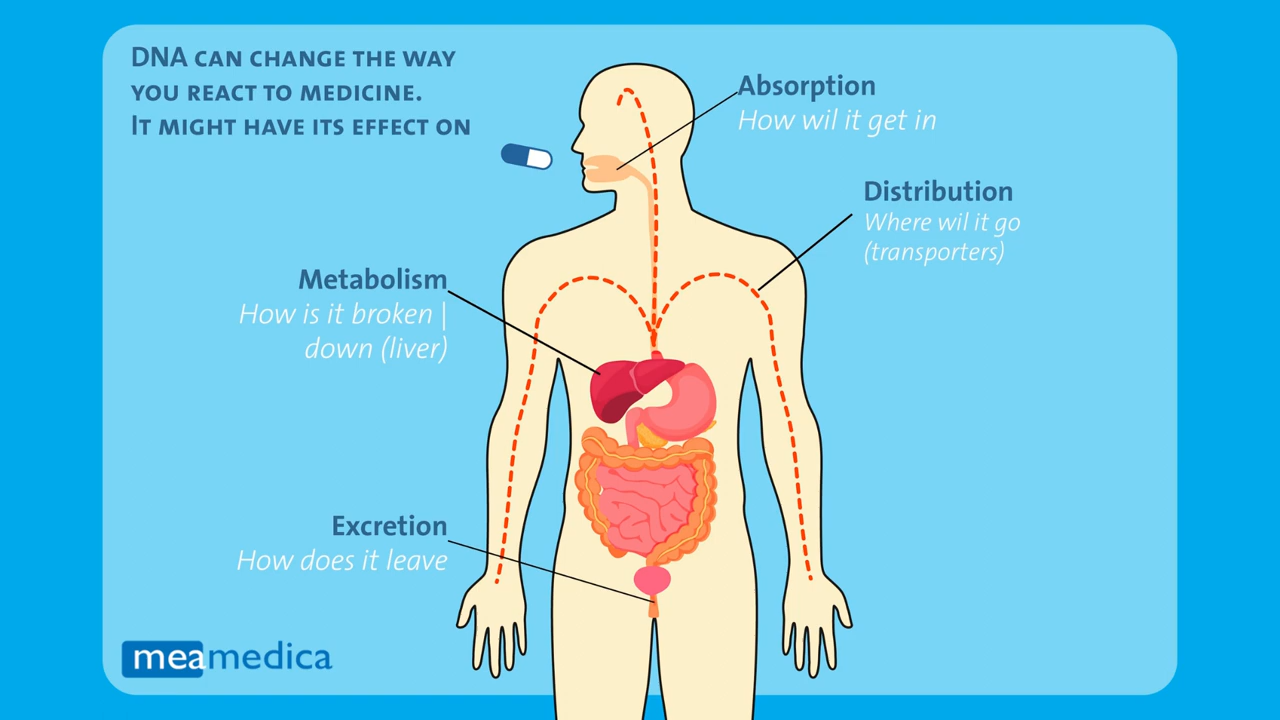 DNA CAN CHANGE THE WAY
YOU REACT TO MEDICINE.
IT MIGHT HAVE ITS EFFECT ON
Absorption
How wil it get in
Distribution
Where wil it go
(transporters)
Metabolism
How is it broken |
down (liver)
Excretion
How does it leave
meamedica